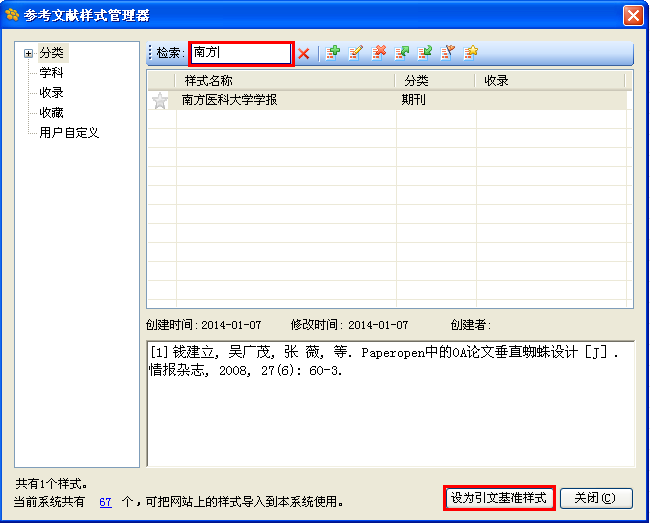 参考文献样式管理器
分类
学科
收录
收藏
用户自定义
检索: 南方
样式名称 分类 收录
南方医科大学学报 期刊
创建时间: 2014-01-07 修改时间: 2014-01-07 创建者:
[1] 钱建立, 吴广茂, 张 薇, 等. Paperopen中的OA论文垂直蜘蛛设计 [J] .
情报杂志, 2008, 27(6): 60-3.
共有1个样式。
当前系统共有 67 个，可把网站上的样式导入到本系统使用。
设为引文基准样式 关闭(C)